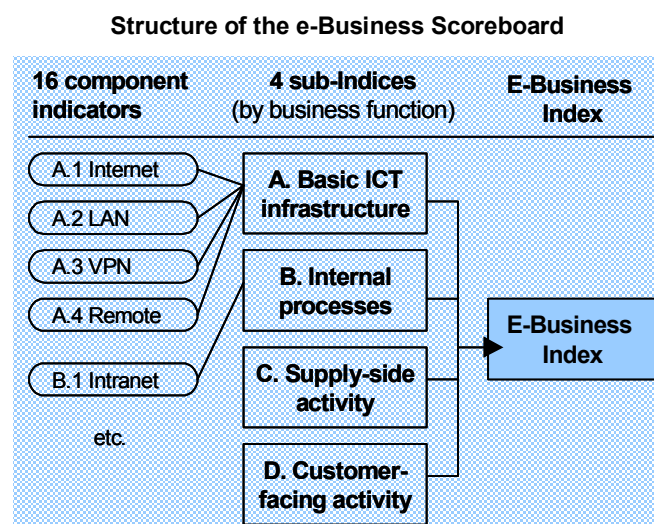 Structure of the e-Business Scoreboard
16 component
indicators
4 sub-Indices
(by business function)
E-Business
Index
A.1 Internet
A.2 LAN
A.3 VPN
A.4 Remote
B.1 Intranet
etc.
A. Basic ICT
infrastructure
B. Internal
processes
C. Supply-side
activity
D. Customer-
facing activity
E-Business
Index